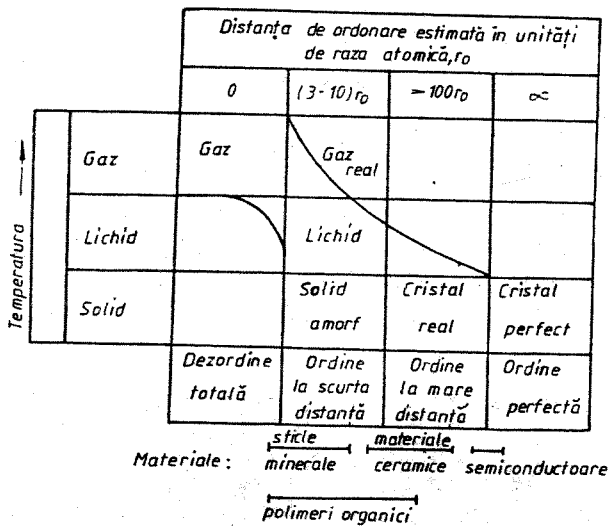 Distanța de ordonare estimată în unități
de raza atomică, r₀
0 (3-10)r₀ ~100r₀ ∝
Temperatura
Gaz Gaz Gaz
real
Lichid Lichid
Solid Solid Cristal Cristal
amorf real perfect
Dezordine Ordine Ordine Ordine
totală la scurta la mare perfectă
distanță distanță
sticle materiale
Materiale: minerale ceramice semiconductoare
polimeri organici